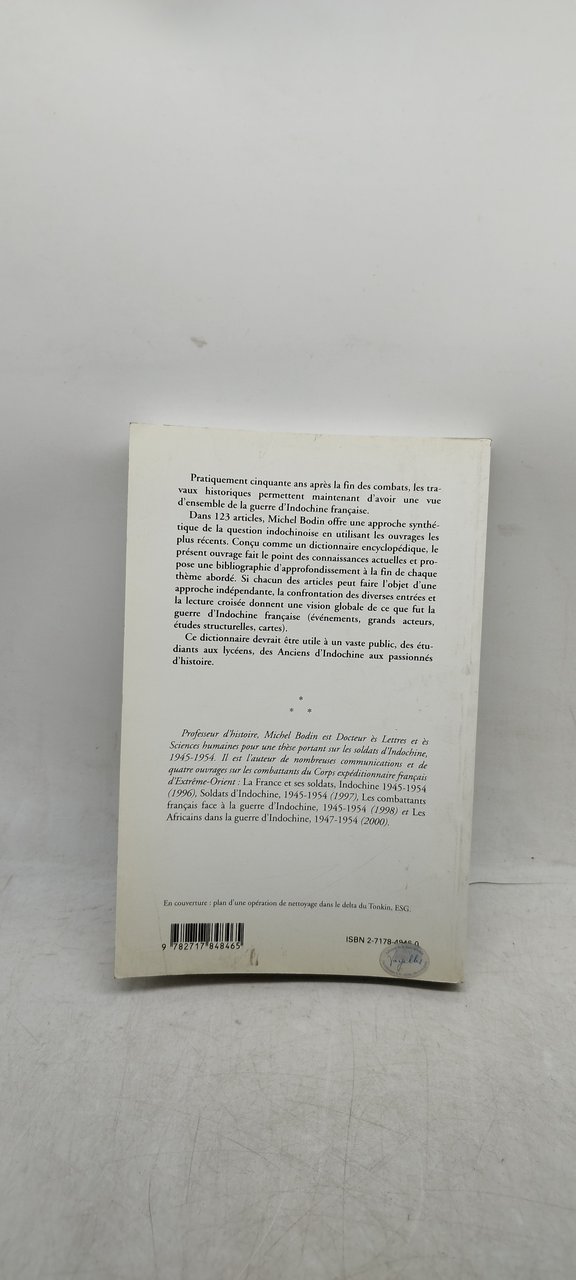 Pratiquement cinquante ans après la fin des combats, les tra-
vaux historiques permettent maintenant d'avoir une vue
d'ensemble de la guerre d'Indochine française.
Dans 123 articles, Michel Bodin offre une approche synthé-
tique de la question indochinoise en utilisant les ouvrages les
plus récents. Conçu comme un dictionnaire encyclopédique, le
présent ouvrage fait le point des connaissances actuelles et pro-
pose une bibliographie d'approfondissement à la fin de chaque
thème abordé. Si chacun des articles peut faire l'objet d'une
approche indépendante, la confrontation des diverses entrées et
la lecture croisée donnent une vision globale de ce que fut la
guerre d'Indochine française (événements, grands acteurs,
études structurelles, cartes).
Ce dictionnaire devrait être utile à un vaste public, des étu-
diants aux lycéens, des Anciens d'Indochine aux passionnés
d'histoire.
*
* *
Professeur d'histoire, Michel Bodin est Docteur ès Lettres et ès
Sciences humaines pour une thèse portant sur les soldats d'Indochine,
1945-1954. Il est l'auteur de nombreuses communications et de
quatre ouvrages sur les combattants du Corps expéditionnaire français
d'Extrême-Orient : La France et ses soldats, Indochine 1945-1954
(1996), Soldats d'Indochine, 1945-1954 (1997), Les combattants
français face à la guerre d'Indochine, 1945-1954 (1998) et Les
Africains dans la guerre d'Indochine, 1947-1954 (2000).
En couverture : plan d'une opération de nettoyage dans le delta du Tonkin, ESG.
ISBN 2-7178-4846-0
9 782717 848465